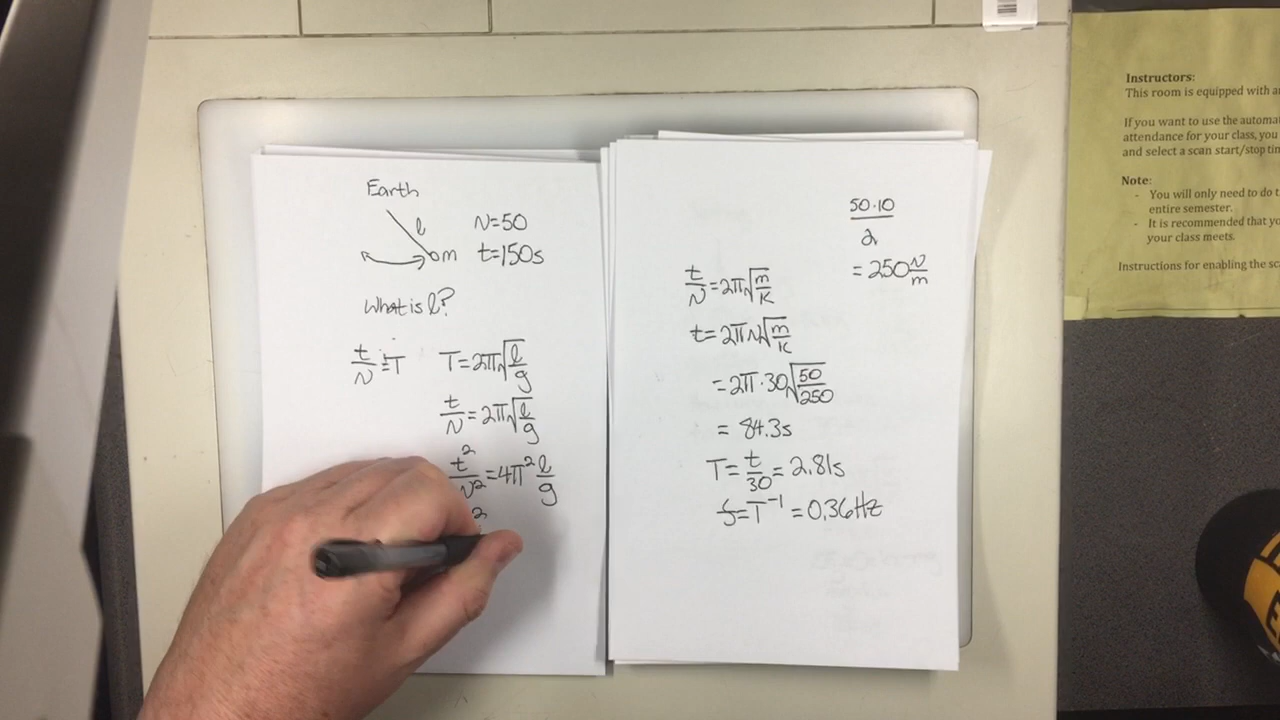 Earth
l
N=50
m
t=150s
What is l?
t/N = T
T=2π√(l/g)
t/N=2π√(l/g)
t²/N²=4π² l/g
2
50·10/2
=250 N/m
t/N=2π√(m/k)
t=2πN√(m/k)
=2π·30√(50/250)
= 84.3s
T=t/30=2.81s
f=T⁻¹=0.36Hz
Instructors:
This room is equipped with
If you want to use the
attendance for your class, you
and select a scan start/stop
Note:
- You will only need to do
entire semester.
- It is recommended that
your class meets.
Instructions for enabling the